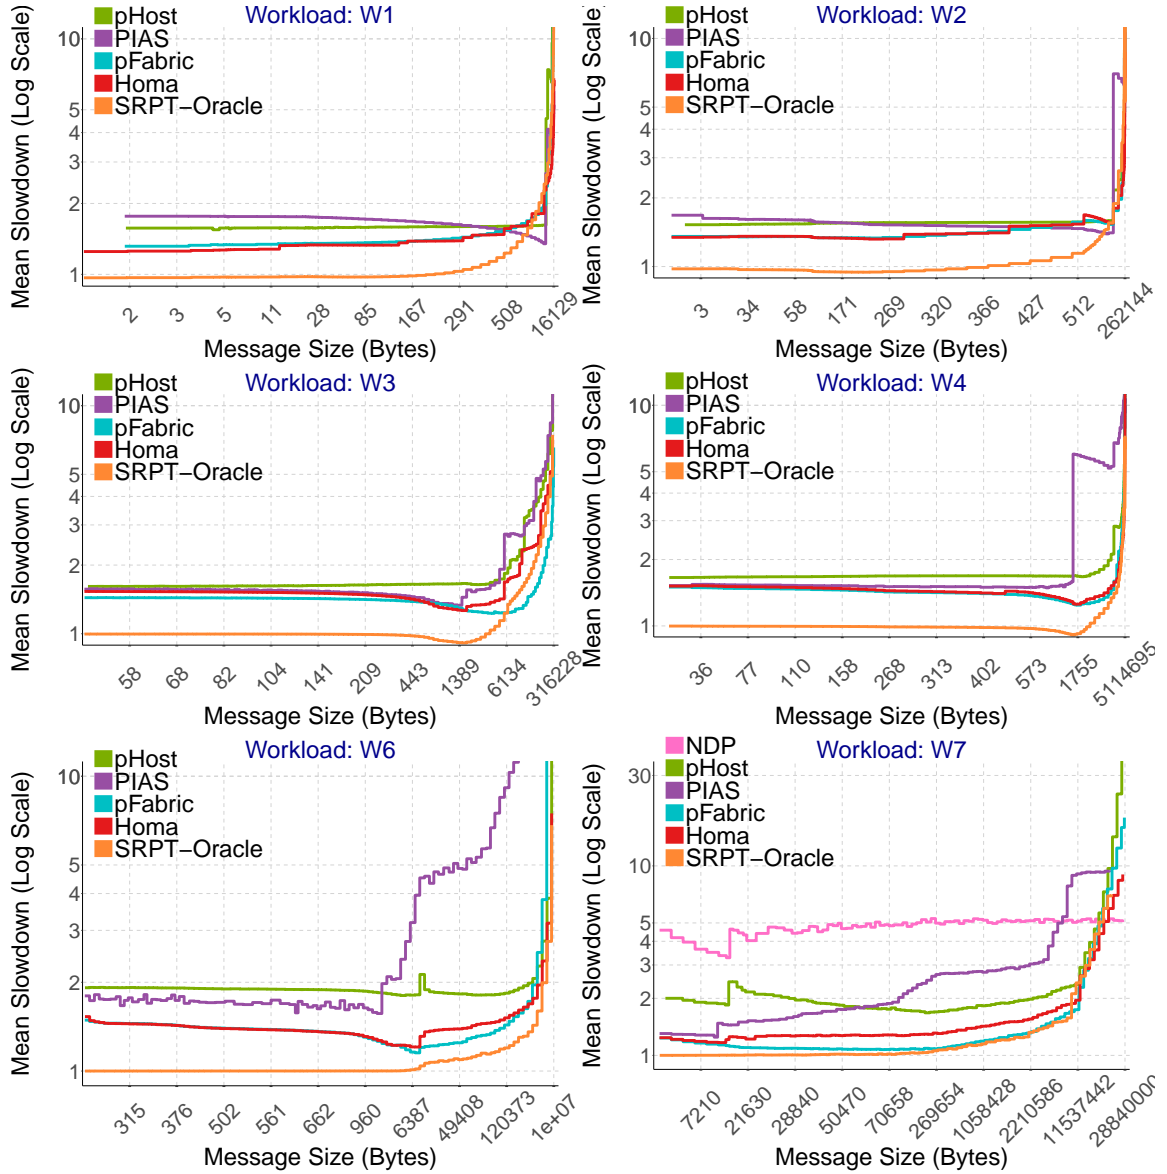 Workload: W1
pHost
PIAS
pFabric
Homa
SRPT−Oracle
Mean Slowdown (Log Scale)
10
5
4
3
2
1
2 3 5 11 28 85 167 291 508 16129
Message Size (Bytes)
Workload: W2
pHost
PIAS
pFabric
Homa
SRPT−Oracle
Mean Slowdown (Log Scale)
10
5
4
3
2
1
3 34 58 171 269 320 366 427 512 262144
Message Size (Bytes)
Workload: W3
pHost
PIAS
pFabric
Homa
SRPT−Oracle
Mean Slowdown (Log Scale)
10
5
4
3
2
1
58 68 82 104 141 209 443 1389 6134 316228
Message Size (Bytes)
Workload: W4
pHost
PIAS
pFabric
Homa
SRPT−Oracle
Mean Slowdown (Log Scale)
10
5
4
3
2
1
36 77 110 158 268 313 402 573 1755 5114695
Message Size (Bytes)
Workload: W6
pHost
PIAS
pFabric
Homa
SRPT−Oracle
Mean Slowdown (Log Scale)
10
5
4
3
2
1
315 376 502 561 662 960 6387 49408 120373 1e+07
Message Size (Bytes)
Workload: W7
NDP
pHost
PIAS
pFabric
Homa
SRPT−Oracle
Mean Slowdown (Log Scale)
30
10
5
4
3
2
1
7210 21630 28840 50470 70658 269654 1058428 2210586 11537442 28840000
Message Size (Bytes)